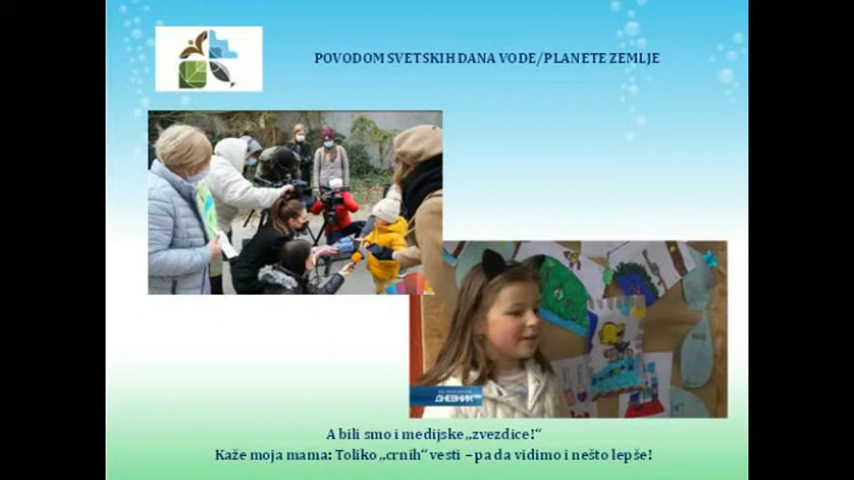 POVODOM SVETSKIH DANA VODE/PLANETE ZEMLJE
ДНЕВНИК
A bili smo i medijske „zvezdice!“
Kaže moja mama: Toliko „crnih“ vesti – pa da vidimo i nešto lepše!